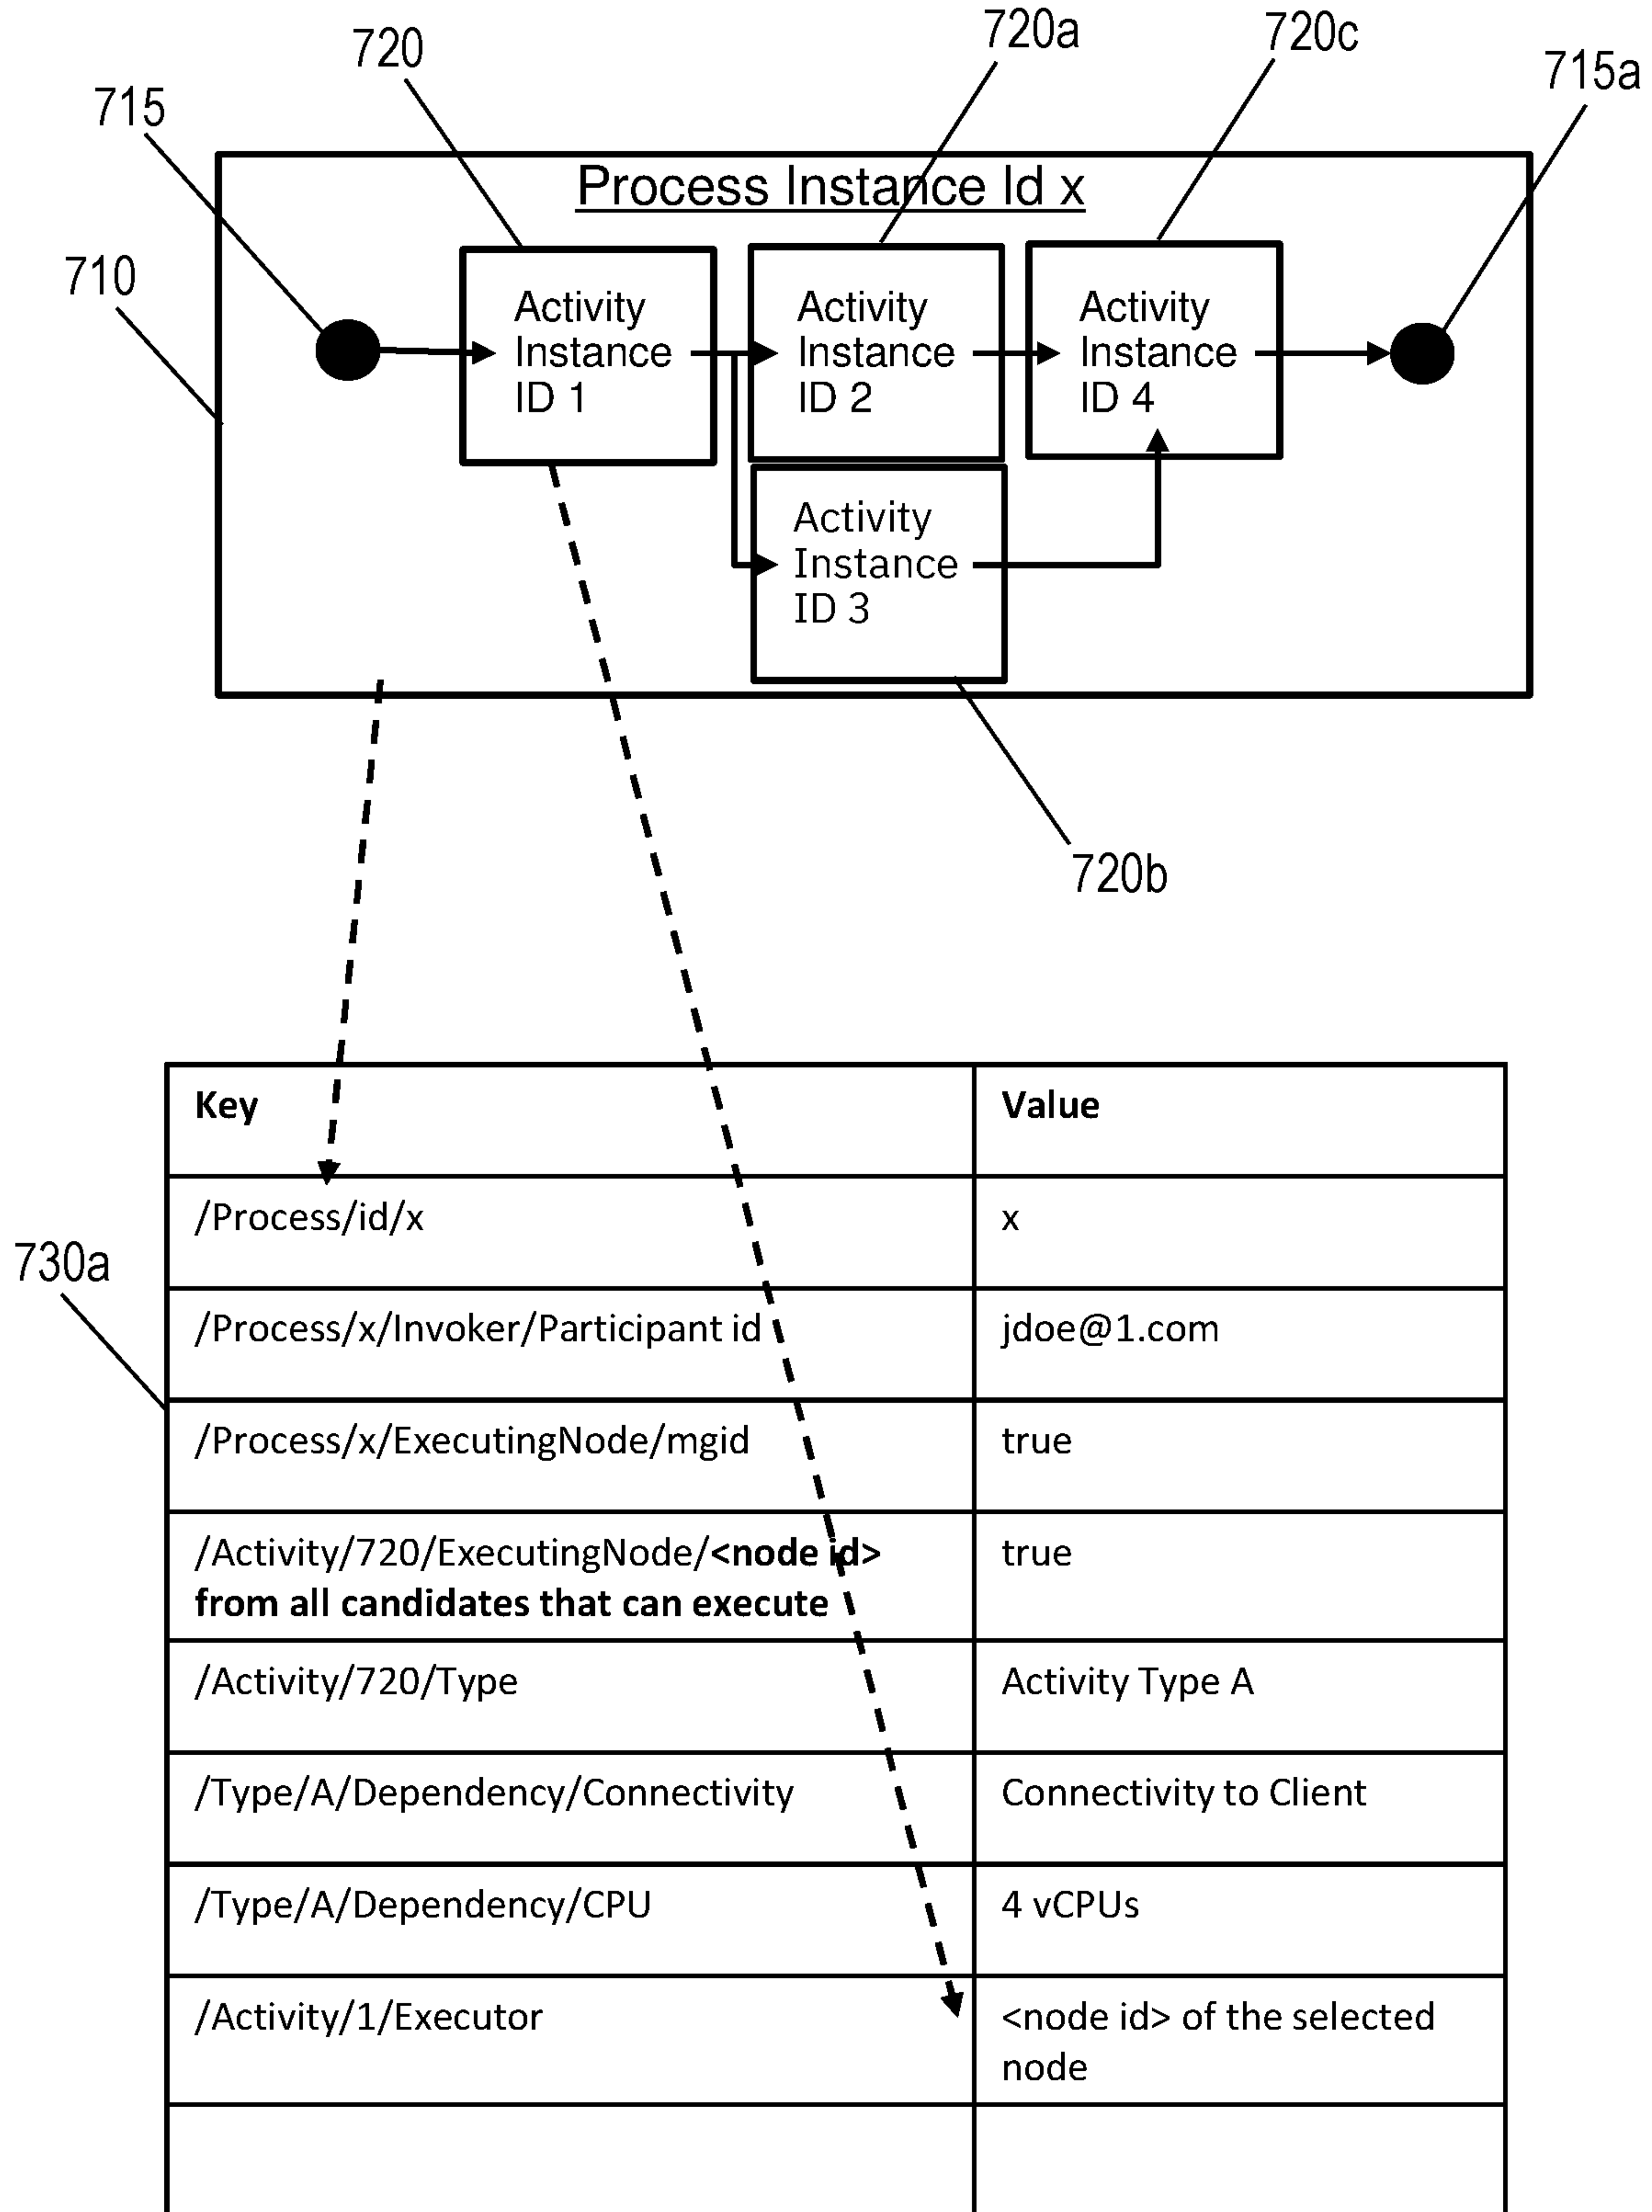 720
720a
720c
715a
715
Process Instance Id x
710
Activity
Instance
ID 1
Activity
Instance
ID 2
Activity
Instance
ID 4
Activity
Instance
ID 3
720b
Key
Value
/Process/id/x
x
730a
/Process/x/Invoker/Participant id
jdoe@1.com
/Process/x/ExecutingNode/mgid
true
/Activity/720/ExecutingNode/<node id>
from all candidates that can execute
true
/Activity/720/Type
Activity Type A
/Type/A/Dependency/Connectivity
Connectivity to Client
/Type/A/Dependency/CPU
4 vCPUs
/Activity/1/Executor
<node id> of the selected
node